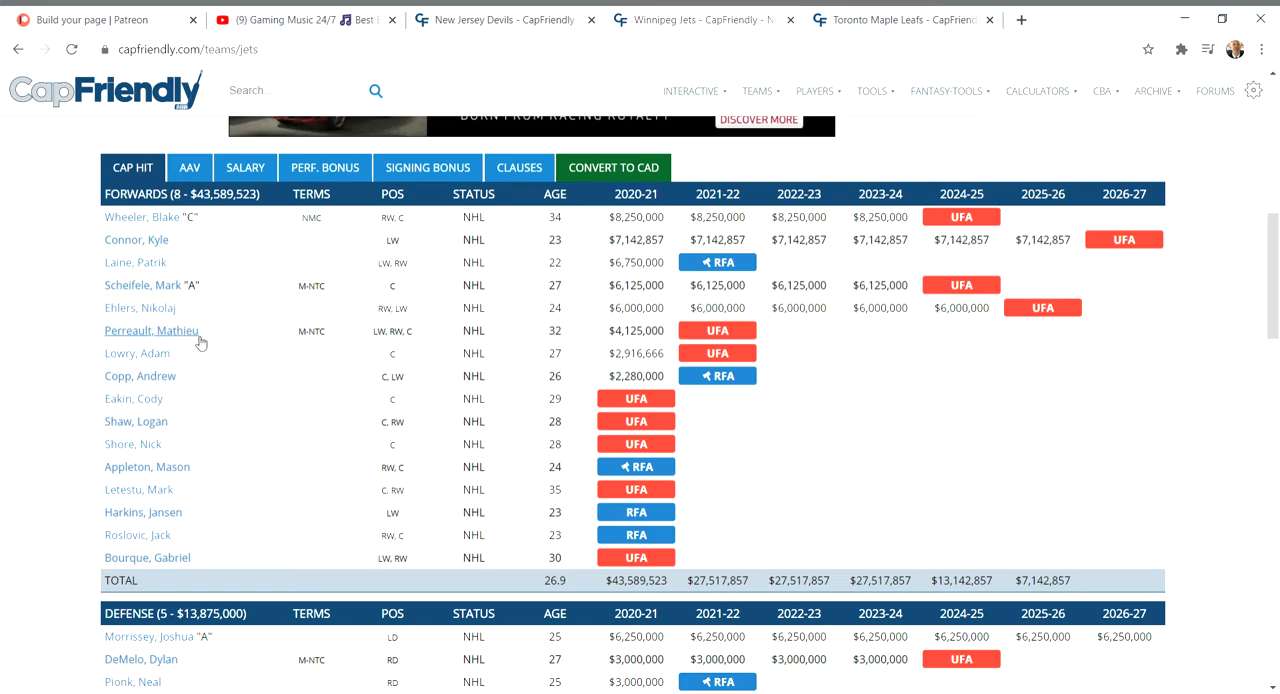 Build your page | Patreon
(9) Gaming Music 24/7 🎵 Best
New Jersey Devils - CapFriendly
Winnipeg Jets - CapFriendly - N
Toronto Maple Leafs - CapFriend
capfriendly.com/teams/jets
CapFriendly
Search...
INTERACTIVE TEAMS PLAYERS TOOLS FANTASY-TOOLS CALCULATORS CBA ARCHIVE FORUMS
BORN FROM RACING ROYALTY
DISCOVER MORE
CAP HIT AAV SALARY PERF. BONUS SIGNING BONUS CLAUSES CONVERT TO CAD
FORWARDS (8 - $43,589,523) TERMS POS STATUS AGE 2020-21 2021-22 2022-23 2023-24 2024-25 2025-26 2026-27
Wheeler, Blake "C" NMC RW, C NHL 34 $8,250,000 $8,250,000 $8,250,000 $8,250,000 UFA
Connor, Kyle LW NHL 23 $7,142,857 $7,142,857 $7,142,857 $7,142,857 $7,142,857 $7,142,857 UFA
Laine, Patrik LW, RW NHL 22 $6,750,000 RFA
Scheifele, Mark "A" M-NTC C NHL 27 $6,125,000 $6,125,000 $6,125,000 $6,125,000 UFA
Ehlers, Nikolaj RW, LW NHL 24 $6,000,000 $6,000,000 $6,000,000 $6,000,000 $6,000,000 UFA
Perreault, Mathieu M-NTC LW, RW, C NHL 32 $4,125,000 UFA
Lowry, Adam C NHL 27 $2,916,666 UFA
Copp, Andrew C, LW NHL 26 $2,280,000 RFA
Eakin, Cody C NHL 29 UFA
Shaw, Logan C, RW NHL 28 UFA
Shore, Nick C NHL 28 UFA
Appleton, Mason RW, C NHL 24 RFA
Letestu, Mark C, RW NHL 35 UFA
Harkins, Jansen LW NHL 23 RFA
Roslovic, Jack RW, C NHL 23 RFA
Bourque, Gabriel LW, RW NHL 30 UFA
TOTAL 26.9 $43,589,523 $27,517,857 $27,517,857 $27,517,857 $13,142,857 $7,142,857
DEFENSE (5 - $13,875,000) TERMS POS STATUS AGE 2020-21 2021-22 2022-23 2023-24 2024-25 2025-26 2026-27
Morrissey, Joshua "A" LD NHL 25 $6,250,000 $6,250,000 $6,250,000 $6,250,000 $6,250,000 $6,250,000 $6,250,000
DeMelo, Dylan M-NTC RD NHL 27 $3,000,000 $3,000,000 $3,000,000 $3,000,000 UFA
Pionk, Neal RD NHL 25 $3,000,000 RFA